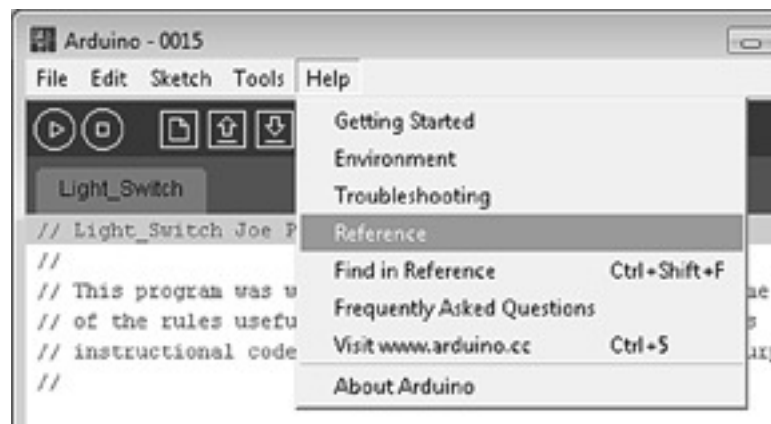 Arduino - 0015
File Edit Sketch Tools Help
Getting Started
Environment
Troubleshooting
Reference
Find in Reference Ctrl+Shift+F
Frequently Asked Questions
Visit www.arduino.cc Ctrl+5
About Arduino
Light_Switch
// Light_Switch Joe
//
// This program was
// of the rules
// instructional code
//